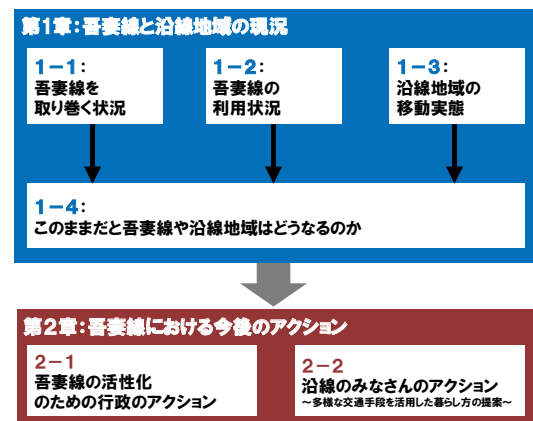 第1章：吾妻線と沿線地域の現況
1－1：
吾妻線を
取り巻く状況
1－2：
吾妻線の
利用状況
1－3：
沿線地域の
移動実態
1－4：
このままだと吾妻線や沿線地域はどうなるのか
第2章：吾妻線における今後のアクション
2－1
吾妻線の活性化
のための行政のアクション
2－2
沿線のみなさんのアクション
～多様な交通手段を活用した暮らし方の提案～